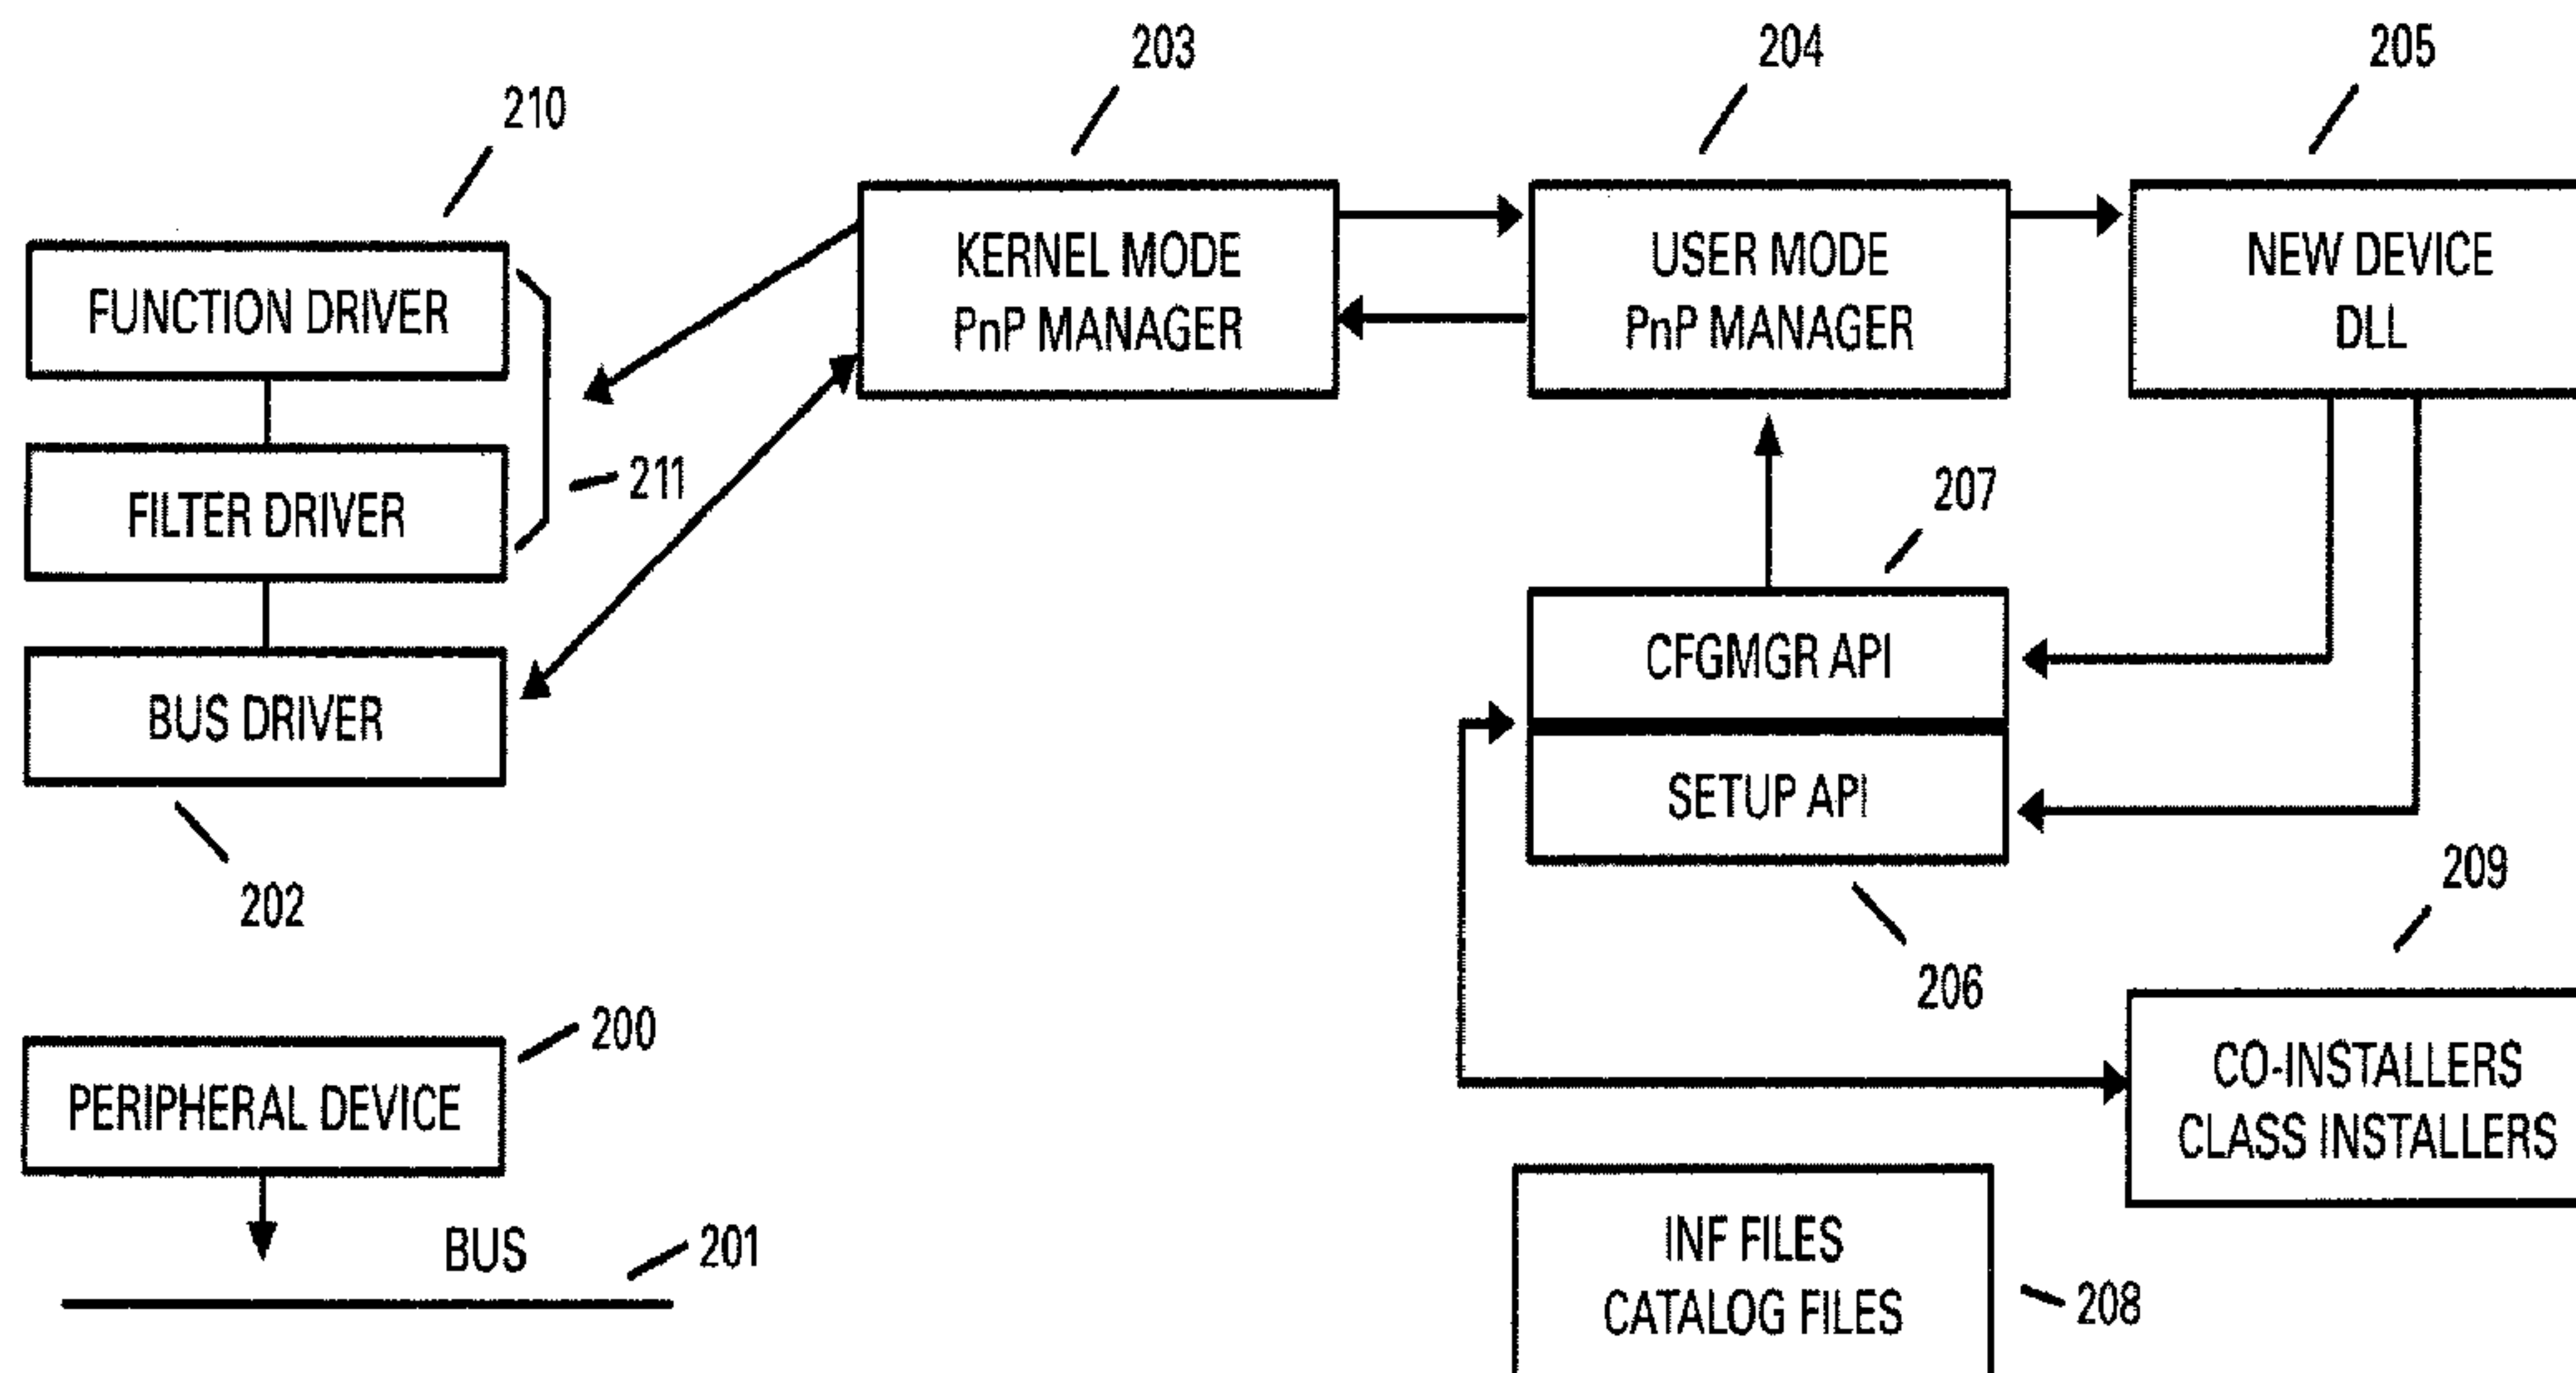 203
204
205
210
FUNCTION DRIVER
KERNEL MODE
PnP MANAGER
USER MODE
PnP MANAGER
NEW DEVICE
DLL
FILTER DRIVER
211
207
BUS DRIVER
CFGMGR API
SETUP API
202
206
209
200
PERIPHERAL DEVICE
CO-INSTALLERS
CLASS INSTALLERS
BUS
201
INF FILES
CATALOG FILES
208